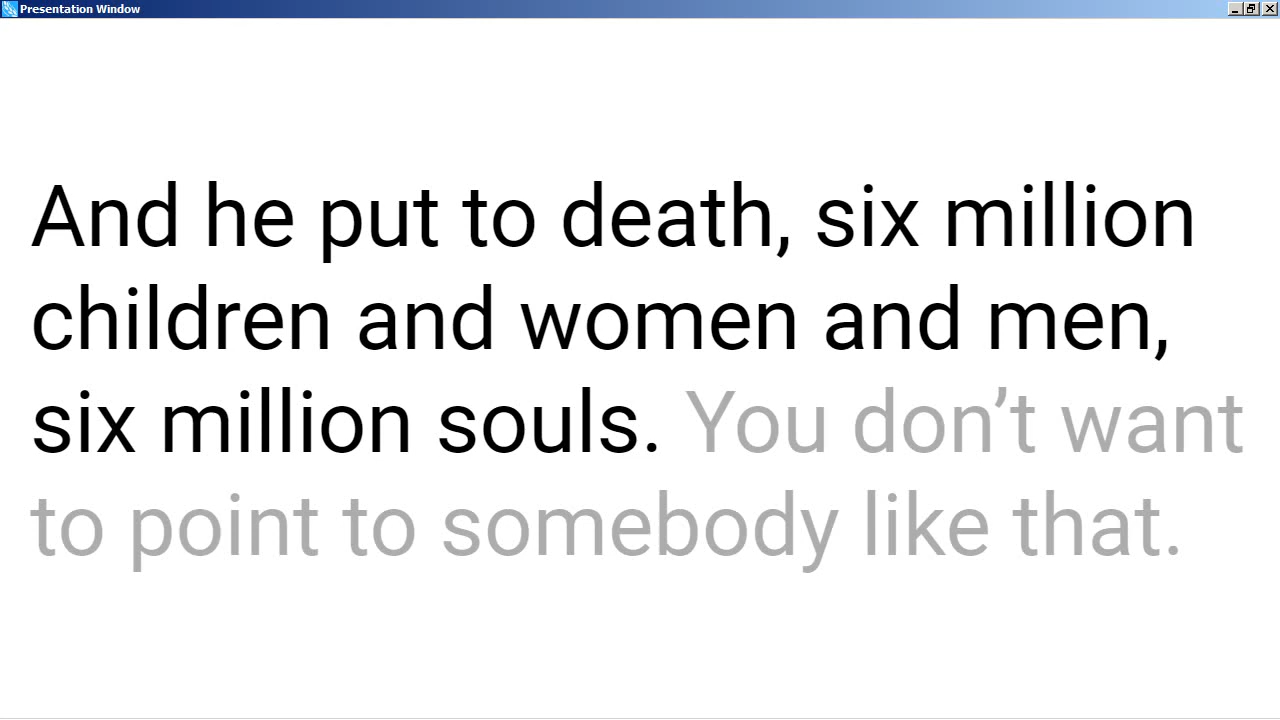 Presentation Window
And he put to death, six million
children and women and men,
six million souls. You don’t want
to point to somebody like that.